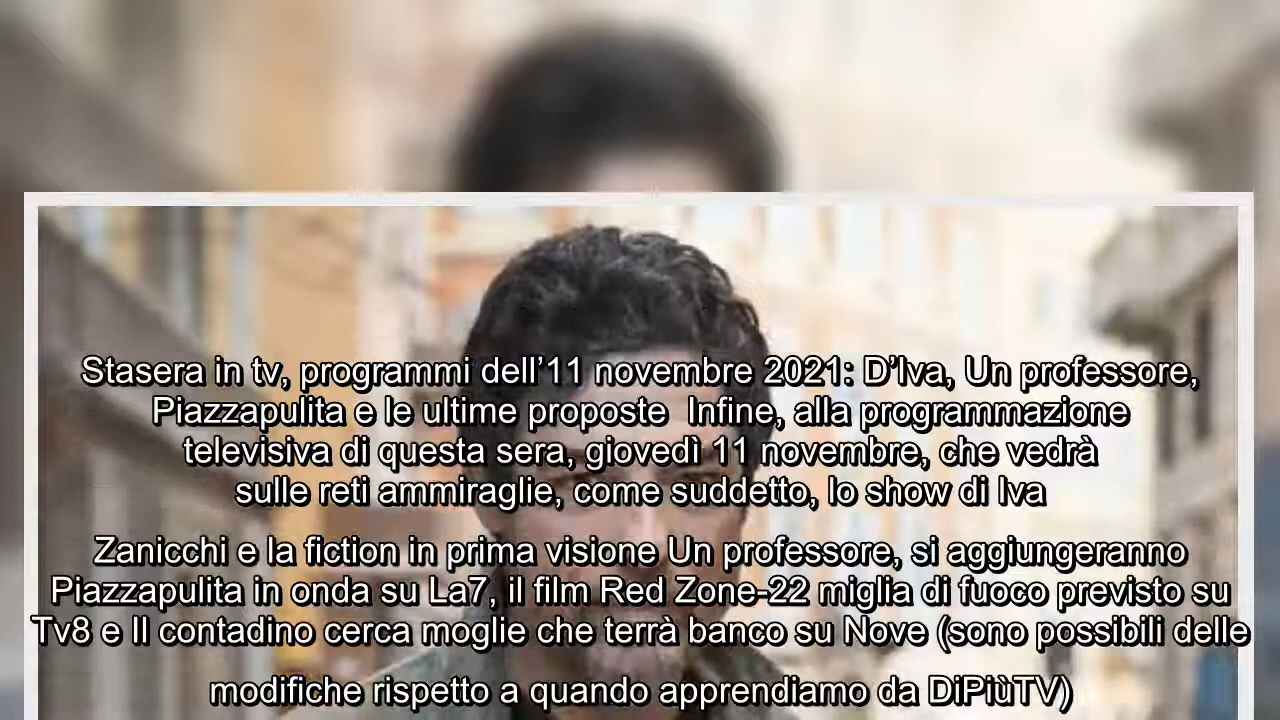 Stasera in tv, programmi dell’11 novembre 2021: D’Iva, Un professore,
Piazzapulita e le ultime proposte  Infine, alla programmazione
televisiva di questa sera, giovedì 11 novembre, che vedrà
sulle reti ammiraglie, come suddetto, lo show di Iva
Zanicchi e la fiction in prima visione Un professore, si aggiungeranno
Piazzapulita in onda su La7, il film Red Zone-22 miglia di fuoco previsto su
Tv8 e Il contadino cerca moglie che terrà banco su Nove (sono possibili delle
modifiche rispetto a quando apprendiamo da DiPiùTV)